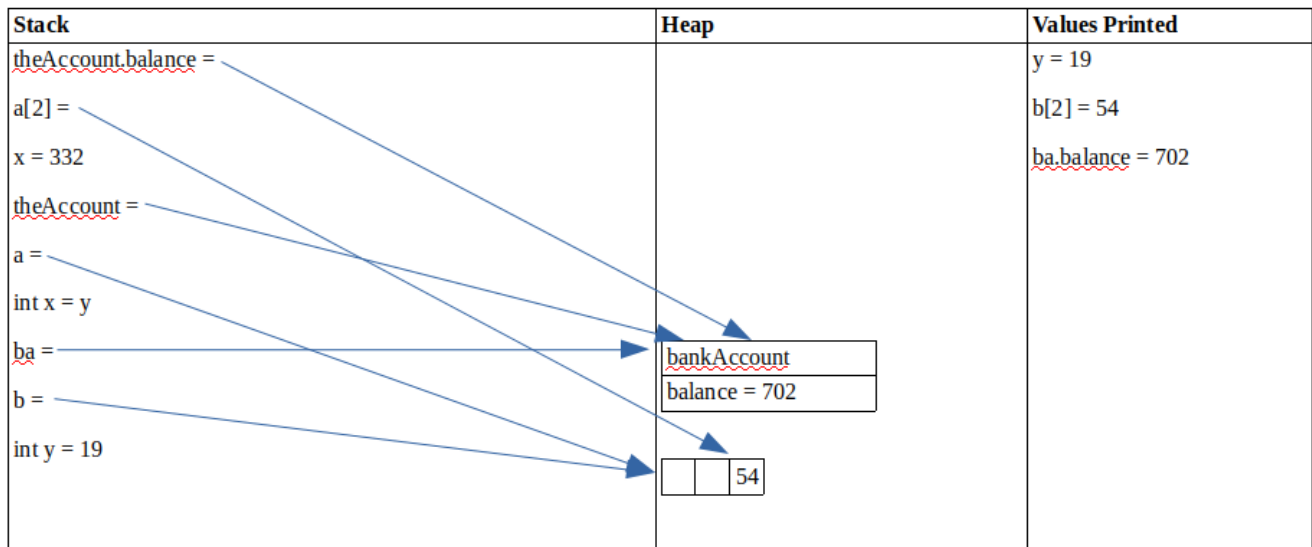 Stack Heap Values Printed
theAccount.balance = y = 19
a[2] = b[2] = 54
x = 332 ba.balance = 702
theAccount =
a =
int x = y
ba = bankAccount
balance = 702
b =
int y = 19
54